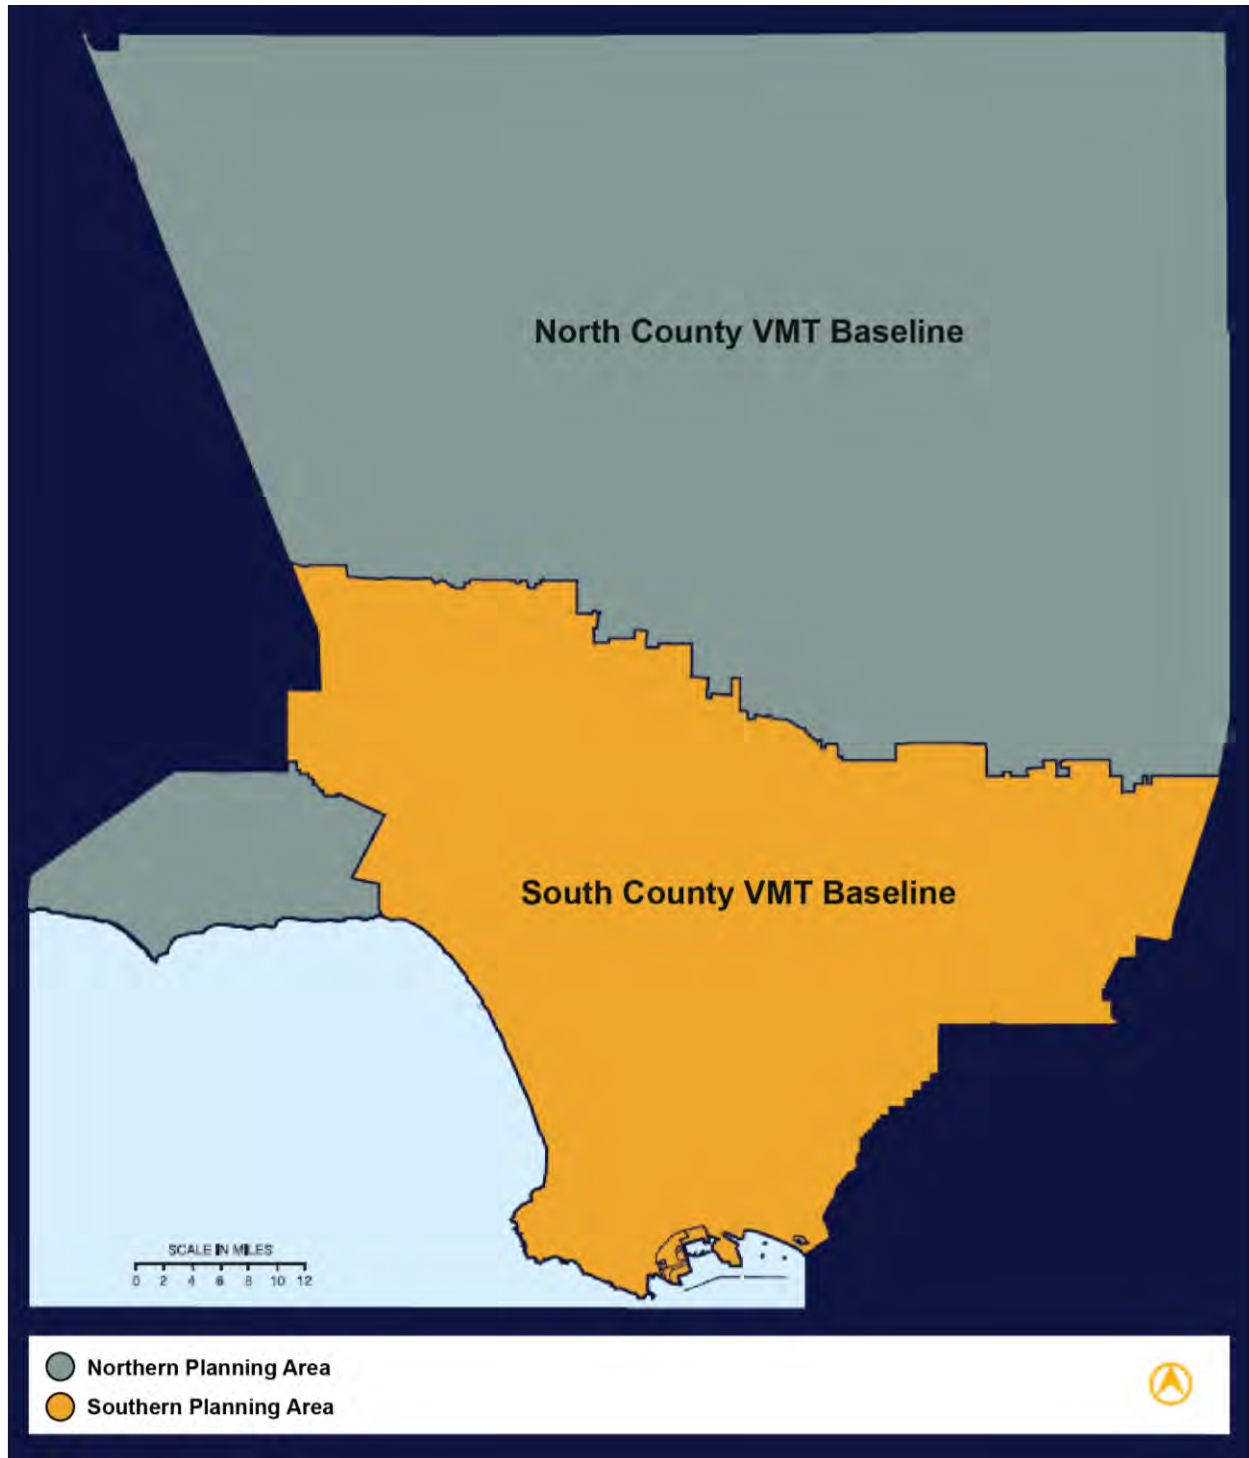 North County VMT Baseline
South County VMT Baseline
SCALE IN MILES
0 2 4 6 8 10 12
Northern Planning Area
Southern Planning Area